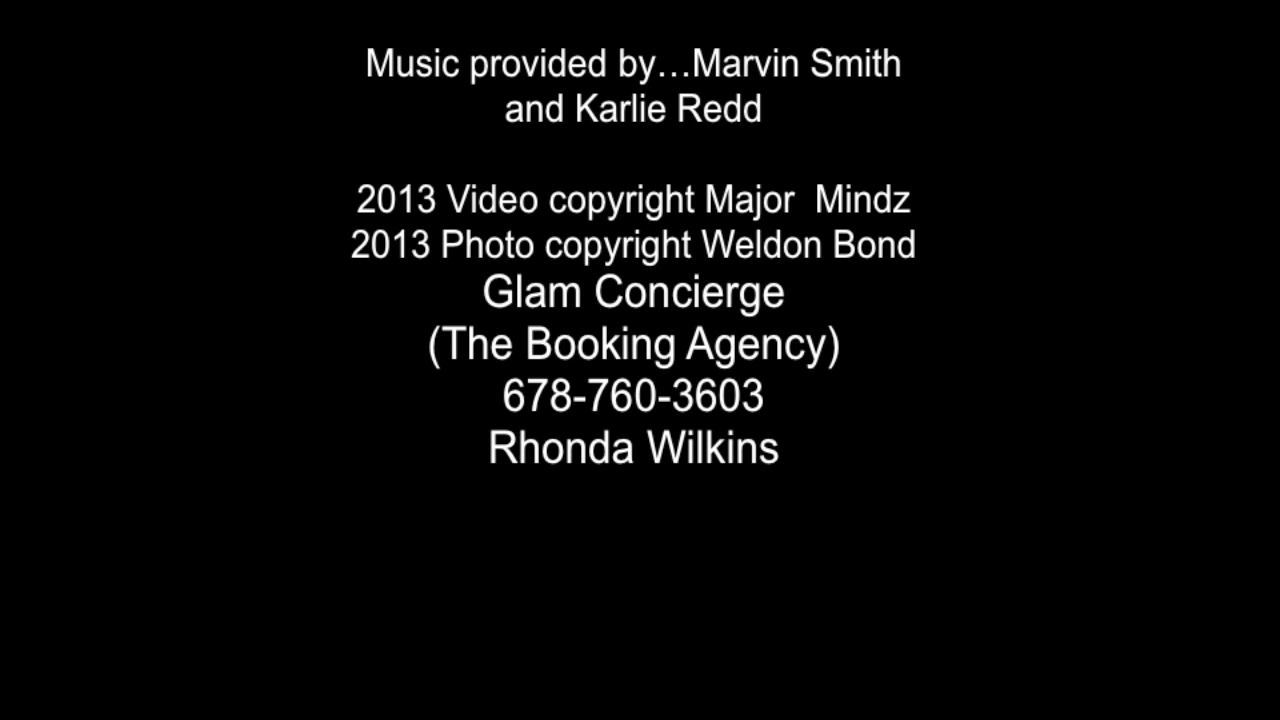 Music provided by…Marvin Smith
and Karlie Redd
2013 Video copyright Major  Mindz
2013 Photo copyright Weldon Bond
Glam Concierge
(The Booking Agency)
678-760-3603
Rhonda Wilkins